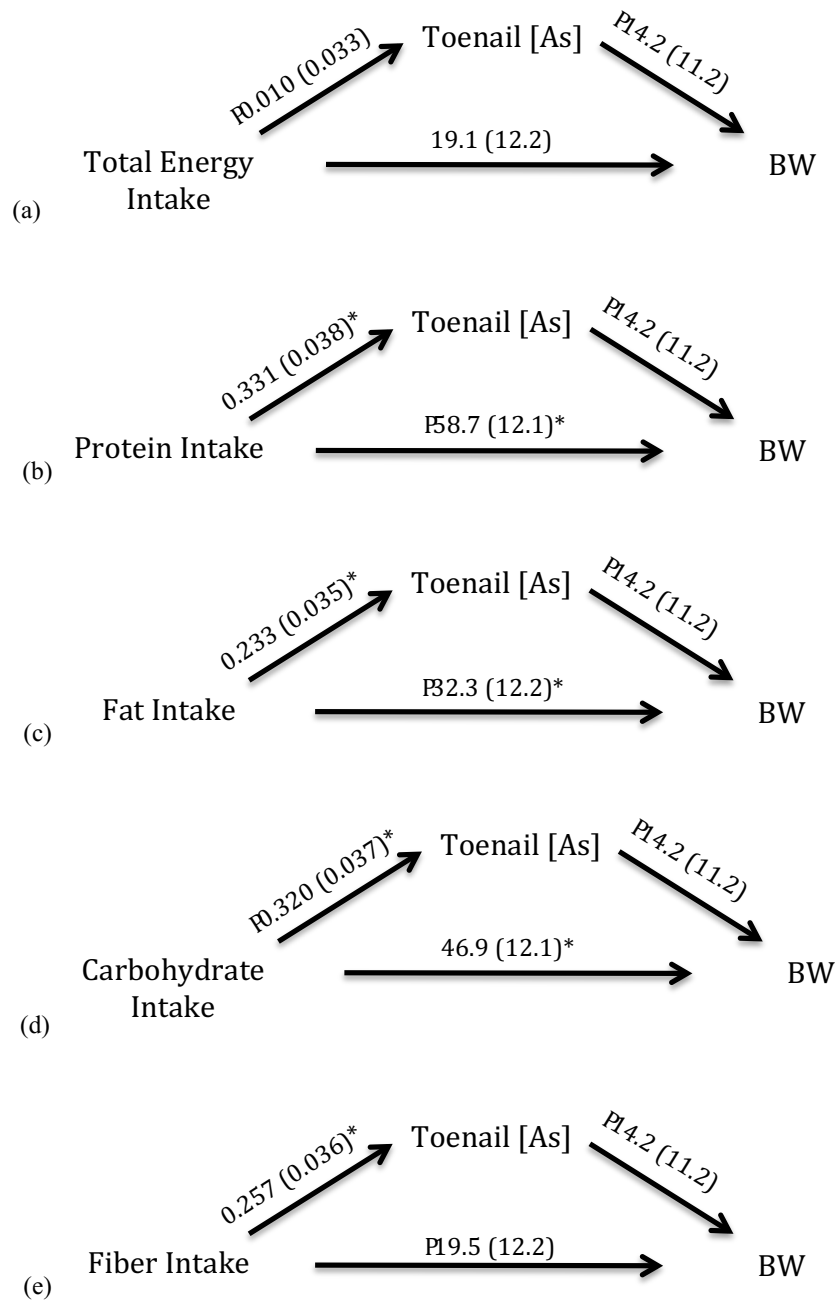 Toenail [As]
P0.010 (0.033)
P14.2 (11.2)
19.1 (12.2)
Total Energy
Intake
BW
(a)
Toenail [As]
0.331 (0.038)*
P14.2 (11.2)
P58.7 (12.1)*
Protein Intake
BW
(b)
Toenail [As]
0.233 (0.035)*
P14.2 (11.2)
P32.3 (12.2)*
Fat Intake
BW
(c)
Toenail [As]
P0.320 (0.037)*
P14.2 (11.2)
46.9 (12.1)*
Carbohydrate
Intake
BW
(d)
Toenail [As]
0.257 (0.036)*
P14.2 (11.2)
P19.5 (12.2)
Fiber Intake
BW
(e)